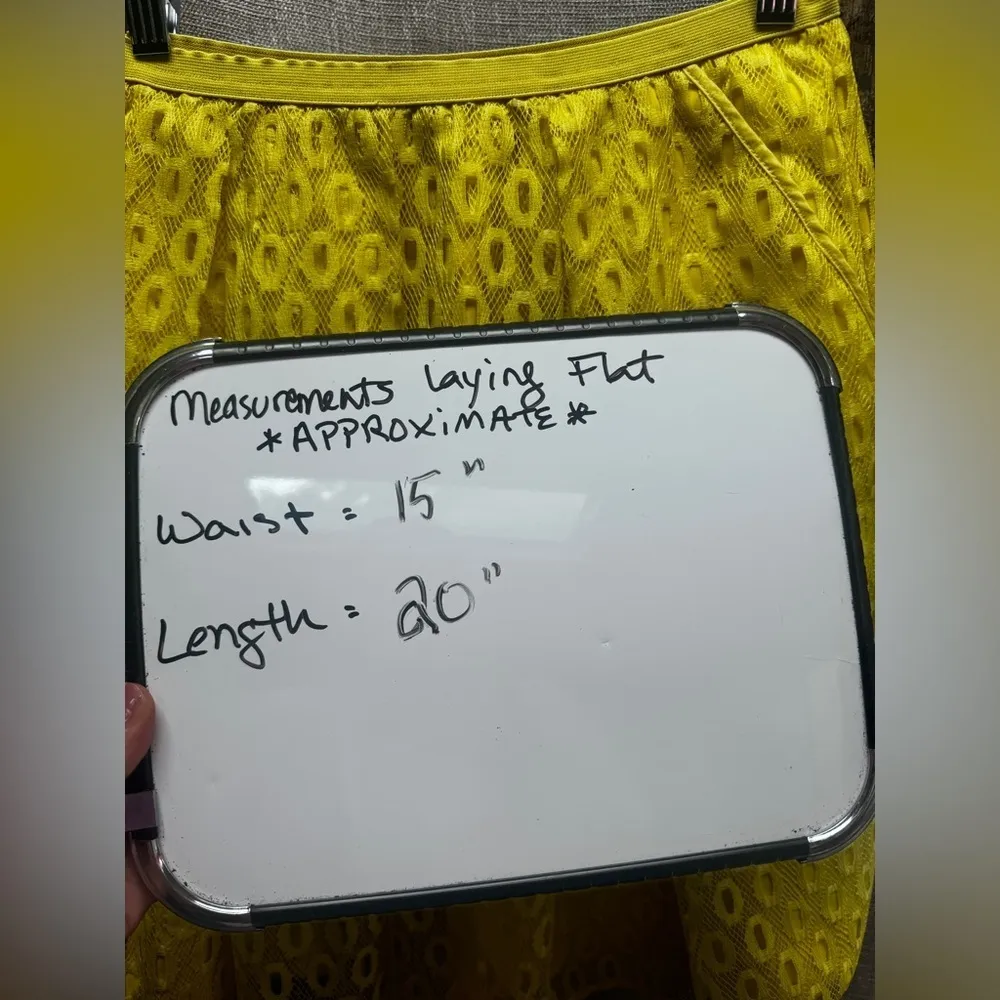 Measurements Laying Flat
*APPROXiMATE*
Waist = 15"
Length = 20"